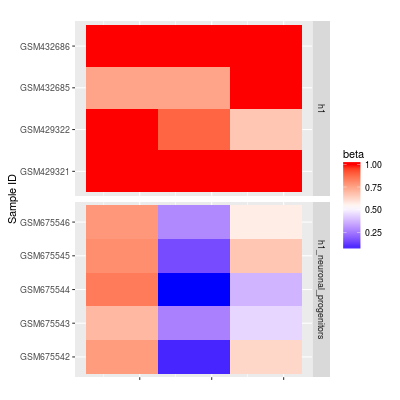 Sample ID
GSM432686
GSM432685
GSM429322
GSM429321
h1
GSM675546
GSM675545
GSM675544
GSM675543
GSM675542
h1_neuronal_progenitors
beta
1.00
0.75
0.50
0.25